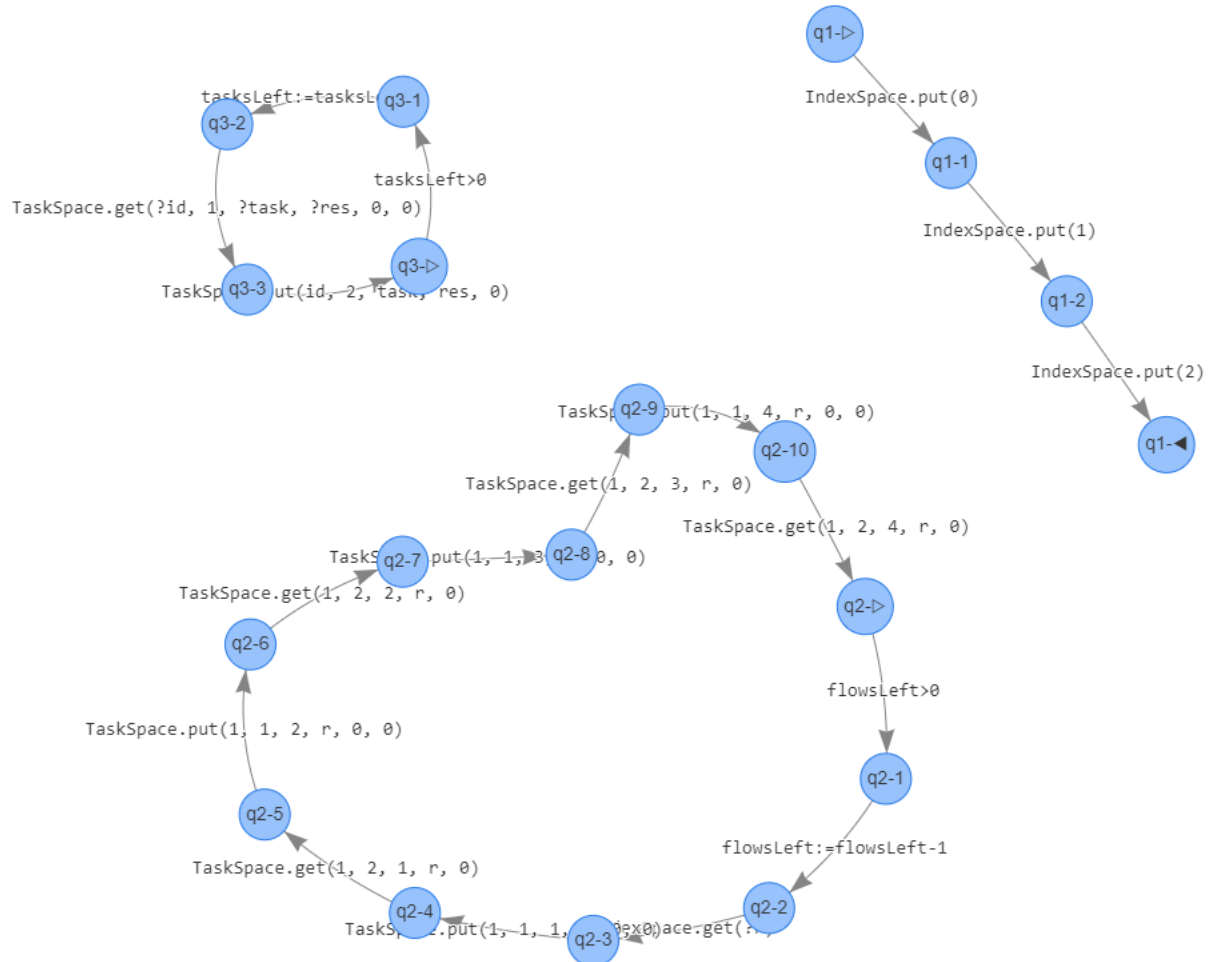 q1-▷
IndexSpace.put(0)
q1-1
IndexSpace.put(1)
q1-2
IndexSpace.put(2)
q1-◀
q3-▷
tasksLeft>0
q3-1
tasksLeft:=tasksL
q3-2
TaskSpace.get(?id, 1, ?task, ?res, 0, 0)
q3-3
ut(id, 2, task, res, 0)
q2-▷
flowsLeft>0
q2-1
flowsLeft:=flowsLeft-1
q2-2
pace.get(
q2-3
put(1, 1, 1,
q2-4
TaskSpace.get(1, 2, 1, r, 0)
q2-5
TaskSpace.put(1, 1, 2, r, 0, 0)
q2-6
TaskSpace.get(1, 2, 2, r, 0)
q2-7
put(1, 1, 3
0, 0)
q2-8
TaskSpace.get(1, 2, 3, r, 0)
q2-9
put(1, 1, 4, r, 0, 0)
q2-10
TaskSpace.get(1, 2, 4, r, 0)